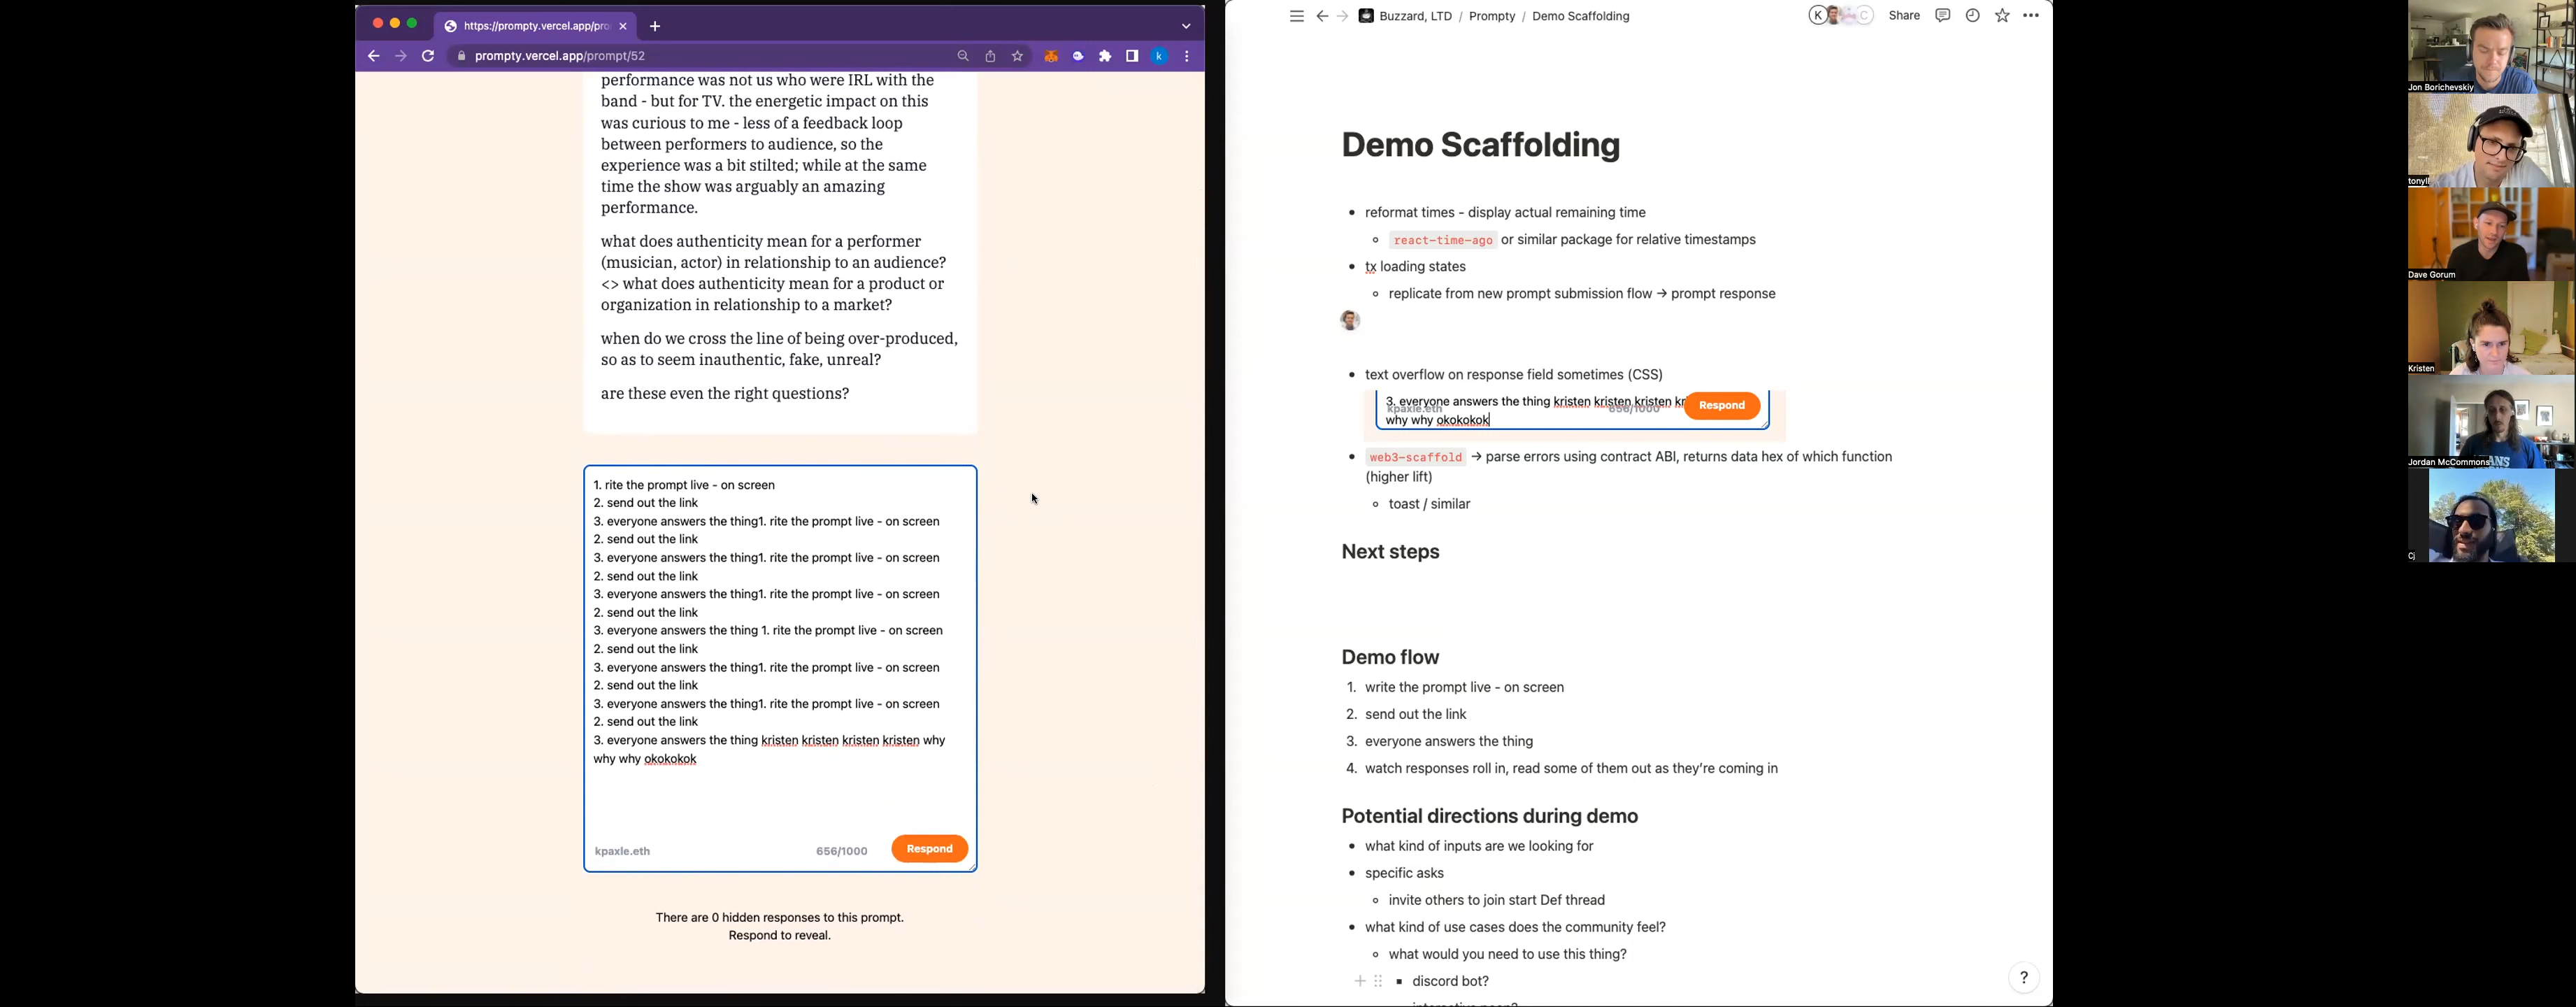 https://prompty.vercel.app/pro
prompty.vercel.app/prompt/52
k
performance was not us who were IRL with the
band - but for TV. the energetic impact on this
was curious to me - less of a feedback loop
between performers to audience, so the
experience was a bit stilted; while at the same
time the show was arguably an amazing
performance.
what does authenticity mean for a performer
(musician, actor) in relationship to an audience?
<> what does authenticity mean for a product or
organization in relationship to a market?
when do we cross the line of being over-produced,
so as to seem inauthentic, fake, unreal?
are these even the right questions?
1. rite the prompt live - on screen
2. send out the link
3. everyone answers the thing1. rite the prompt live - on screen
2. send out the link
3. everyone answers the thing1. rite the prompt live - on screen
2. send out the link
3. everyone answers the thing1. rite the prompt live - on screen
2. send out the link
3. everyone answers the thing 1. rite the prompt live - on screen
2. send out the link
3. everyone answers the thing1. rite the prompt live - on screen
2. send out the link
3. everyone answers the thing1. rite the prompt live - on screen
2. send out the link
3. everyone answers the thing kristen kristen kristen kristen why
why why okokokok
kpaxle.eth 656/1000 Respond
There are 0 hidden responses to this prompt.
Respond to reveal.
Buzzard, LTD / Prompty / Demo Scaffolding
K C Share
Demo Scaffolding
• reformat times - display actual remaining time
◦ react-time-ago or similar package for relative timestamps
• tx loading states
◦ replicate from new prompt submission flow → prompt response
• text overflow on response field sometimes (CSS)
3. everyone answers the thing kristen kristen kristen kr
kpaxle.eth 656/1000 Respond
why why okokokok
• web3-scaffold → parse errors using contract ABI, returns data hex of which function
(higher lift)
◦ toast / similar
Next steps
Demo flow
1. write the prompt live - on screen
2. send out the link
3. everyone answers the thing
4. watch responses roll in, read some of them out as they're coming in
Potential directions during demo
• what kind of inputs are we looking for
• specific asks
◦ invite others to join start Def thread
• what kind of use cases does the community feel?
◦ what would you need to use this thing?
▪ discord bot?
?
Jon Borichevskiy
tonyll
Dave Gorum
Kristen
Jordan McCommons
Cj